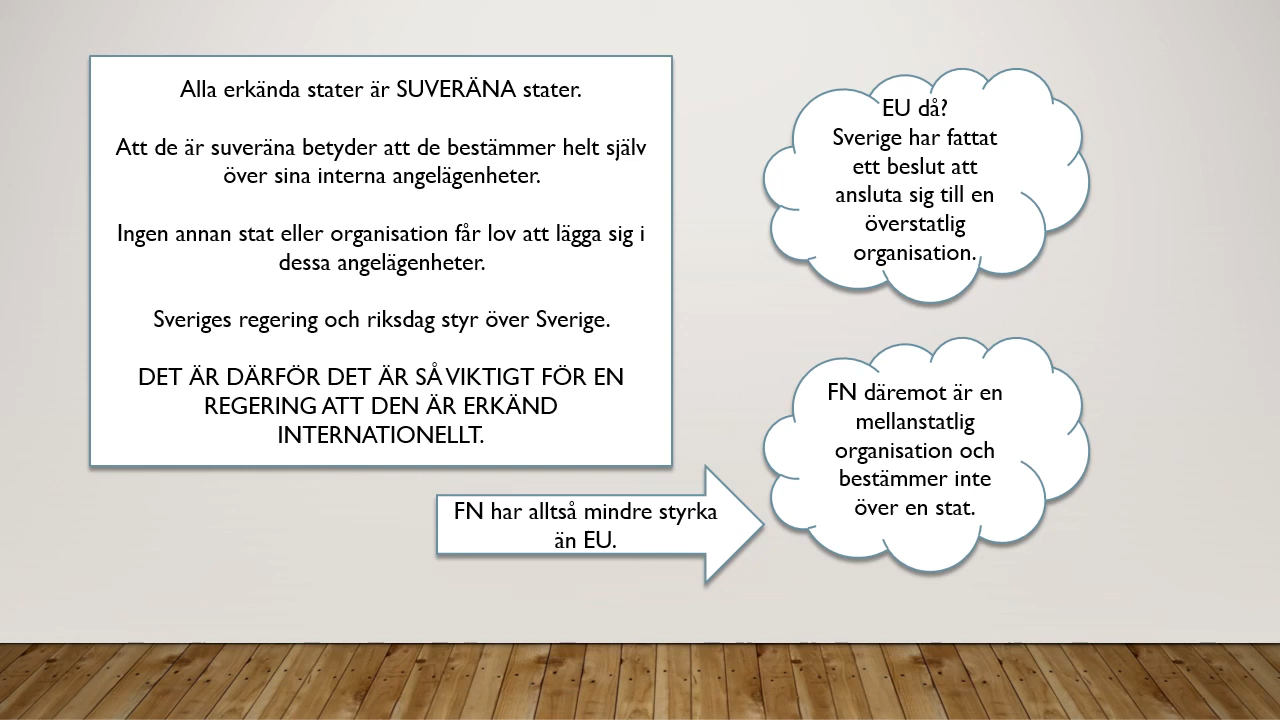 Alla erkända stater är SUVERÄNA stater.
Att de är suveräna betyder att de bestämmer helt själv
över sina interna angelägenheter.
Ingen annan stat eller organisation får lov att lägga sig i
dessa angelägenheter.
Sveriges regering och riksdag styr över Sverige.
DET ÄR DÄRFÖR DET ÄR SÅ VIKTIGT FÖR EN
REGERING ATT DEN ÄR ERKÄND
INTERNATIONELLT.
EU då?
Sverige har fattat
ett beslut att
ansluta sig till en
överstatlig
organisation.
FN däremot är en
mellanstatlig
organisation och
bestämmer inte
över en stat.
FN har alltså mindre styrka
än EU.